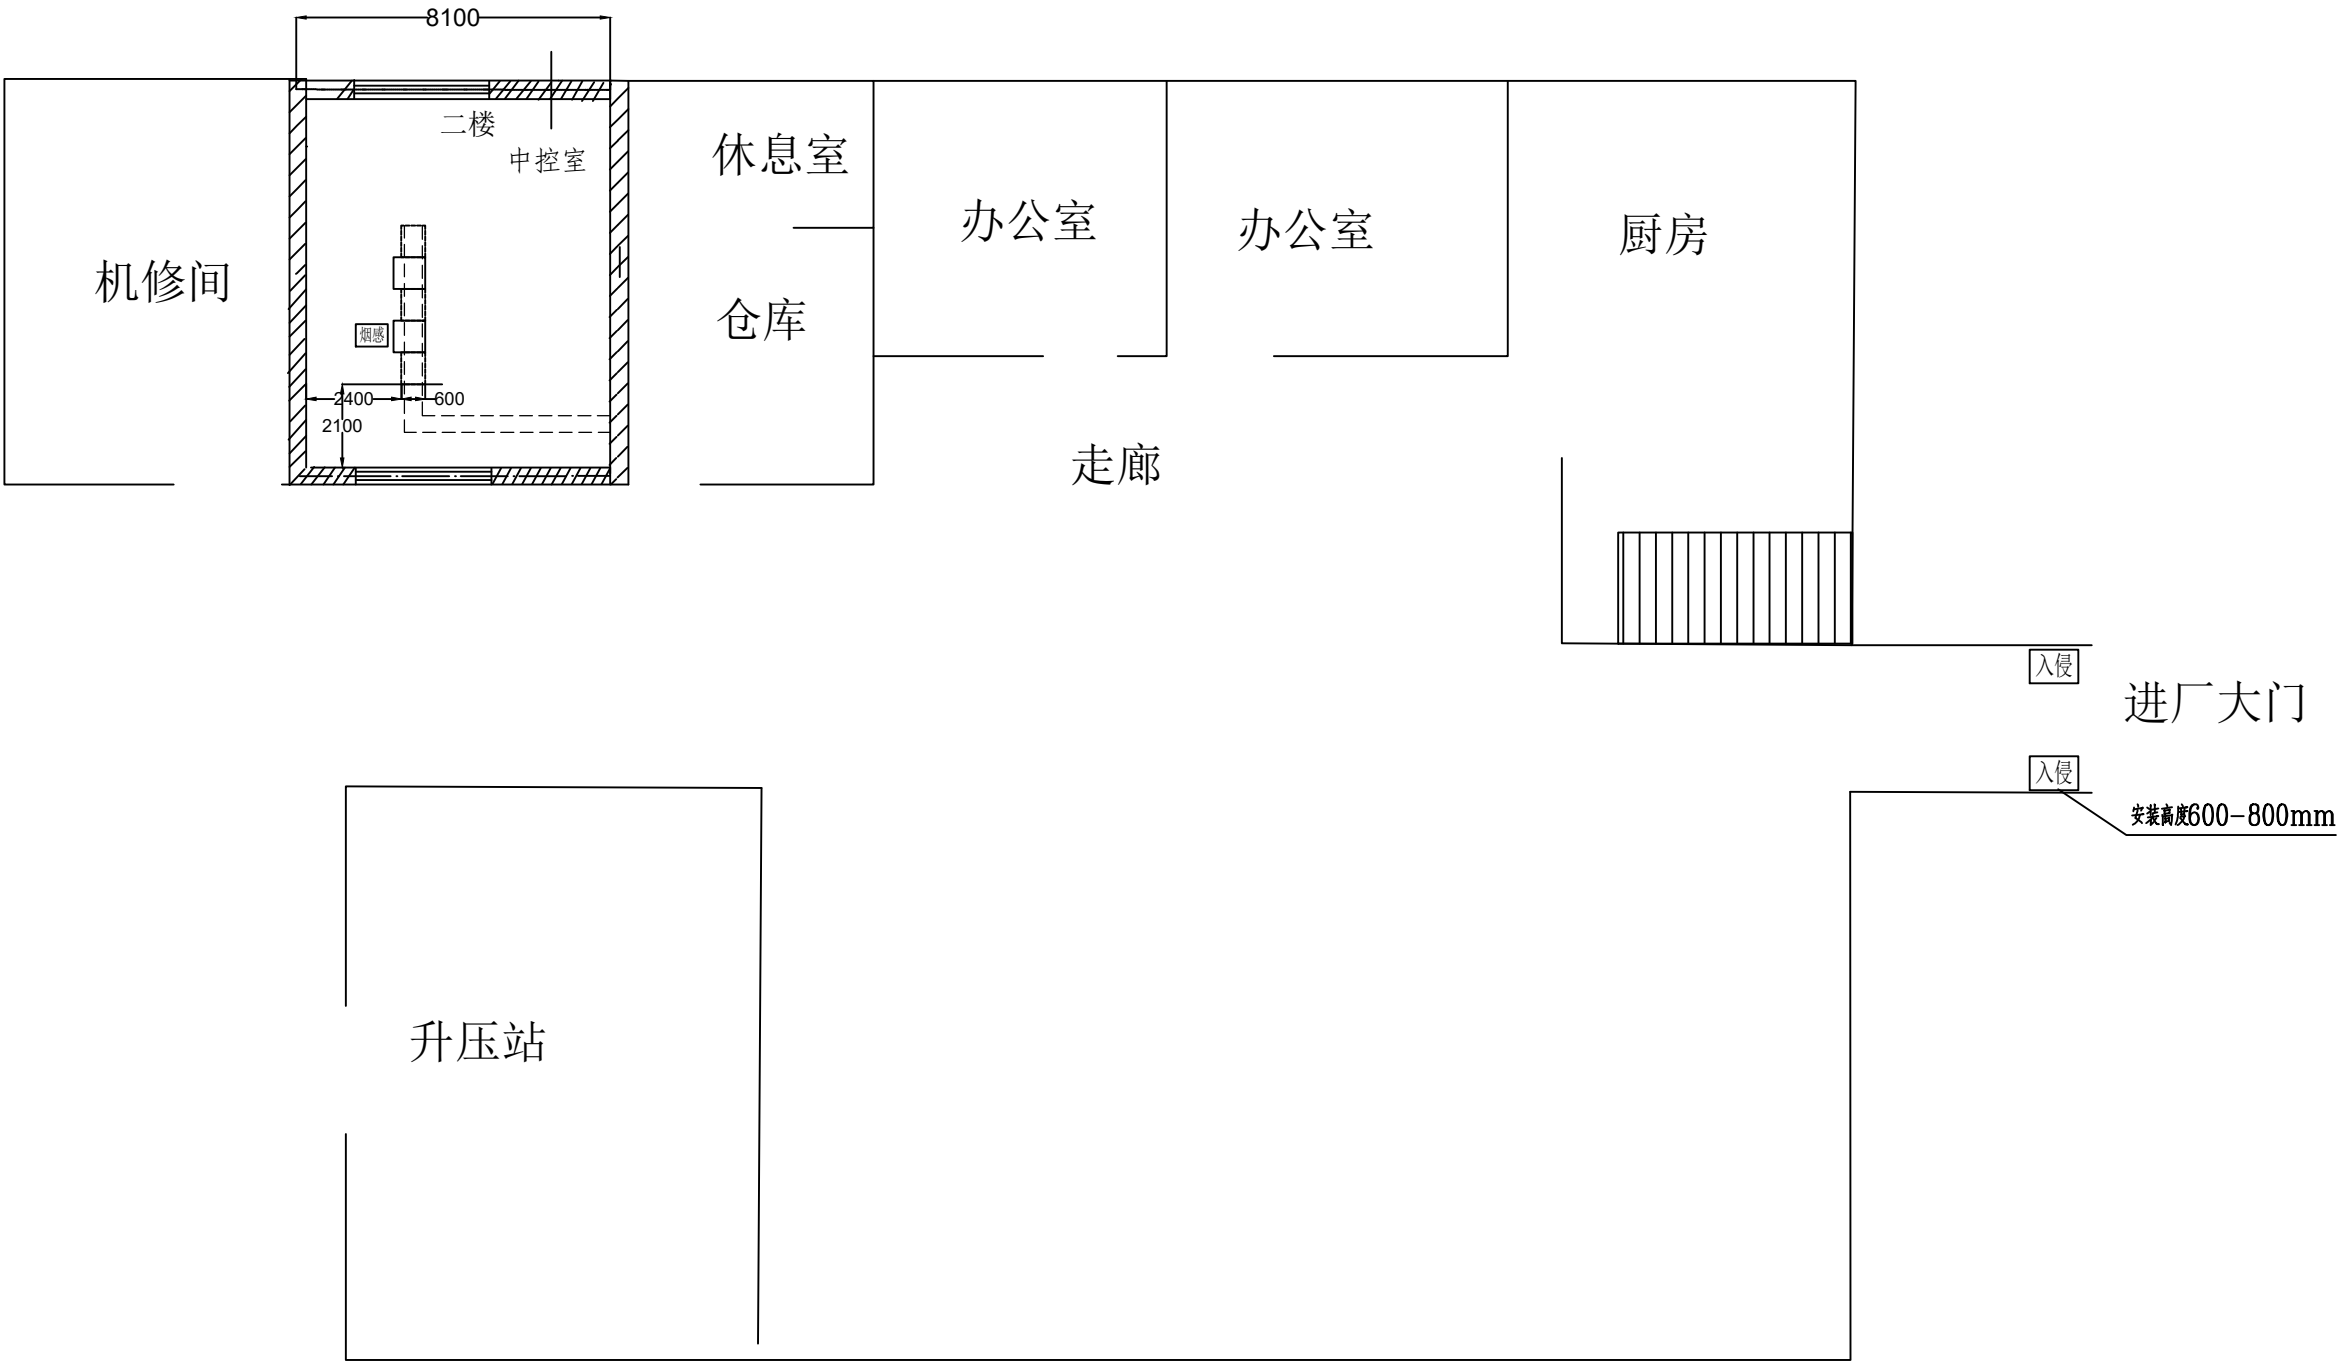 8100
二楼
中控室
休息室
办公室
办公室
厨房
机修间
仓库
烟感
2400
600
2100
走廊
入侵
进厂大门
入侵
安装高度600-800mm
升压站